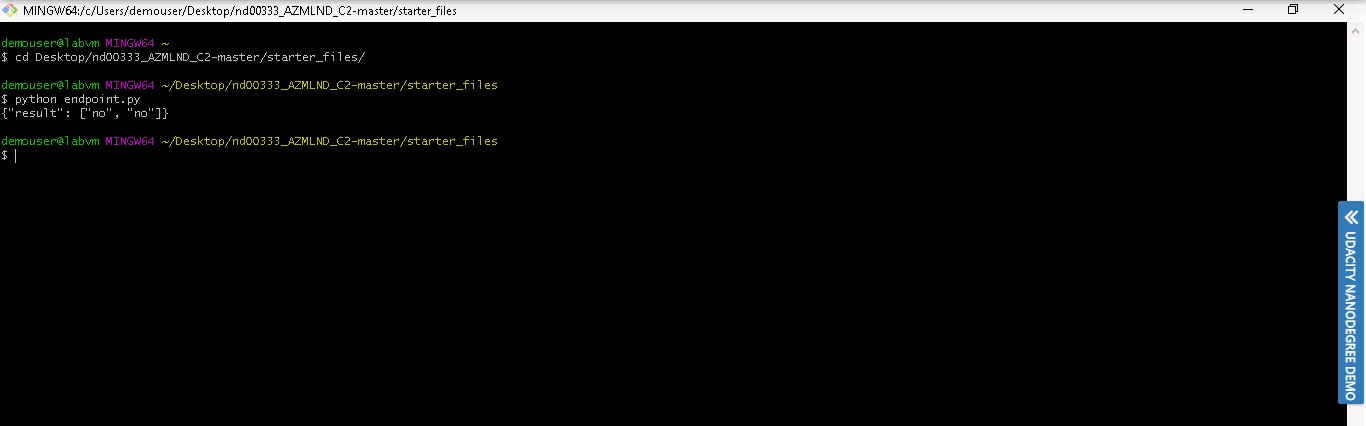 MINGW64:/c/Users/demouser/Desktop/nd00333_AZMLND_C2-master/starter_files
demouser@labvm MINGW64 ~
$ cd Desktop/nd00333_AZMLND_C2-master/starter_files/
demouser@labvm MINGW64 ~/Desktop/nd00333_AZMLND_C2-master/starter_files
$ python endpoint.py
{"result": ["no", "no"]}
demouser@labvm MINGW64 ~/Desktop/nd00333_AZMLND_C2-master/starter_files
$
UDACITY NANODEGREE DEMO